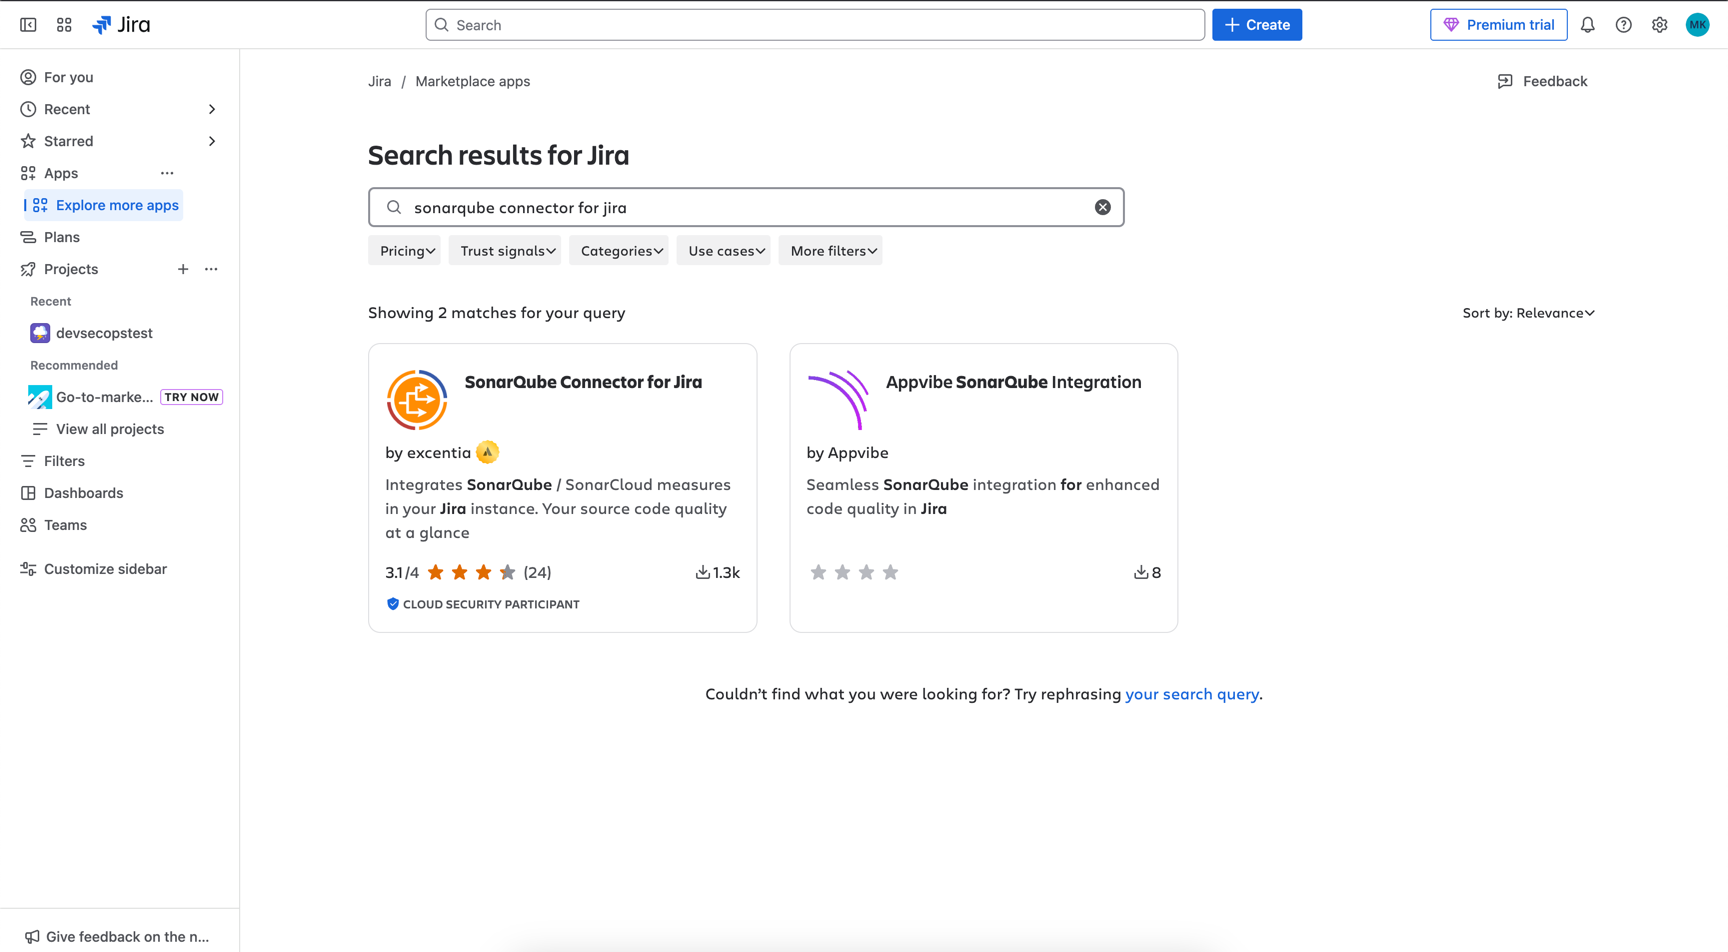 Jira
Search
Create
Premium trial
MK
For you
Recent
Starred
Apps
Explore more apps
Plans
Projects
Recent
devsecopstest
Recommended
Go-to-marke... TRY NOW
View all projects
Filters
Dashboards
Teams
Customize sidebar
Give feedback on the n...
Jira / Marketplace apps
Feedback
Search results for Jira
sonarqube connector for jira
Pricing Trust signals Categories Use cases More filters
Showing 2 matches for your query
Sort by: Relevance
SonarQube Connector for Jira
by excentia
Integrates SonarQube / SonarCloud measures
in your Jira instance. Your source code quality
at a glance
3.1/4 (24) 1.3k
CLOUD SECURITY PARTICIPANT
Appvibe SonarQube Integration
by Appvibe
Seamless SonarQube integration for enhanced
code quality in Jira
8
Couldn't find what you were looking for? Try rephrasing your search query.